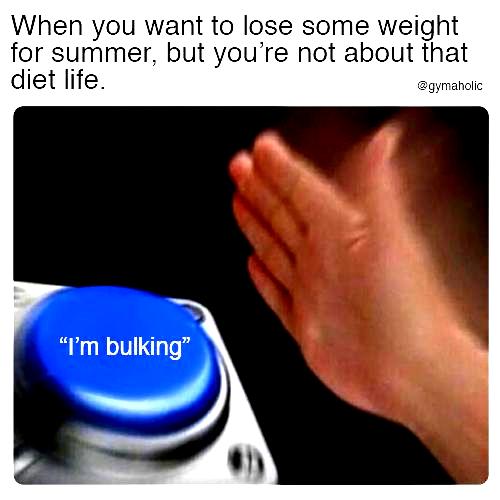 When you want to lose some weight
for summer, but you’re not about that
diet life.
@gymaholic
“I’m bulking”